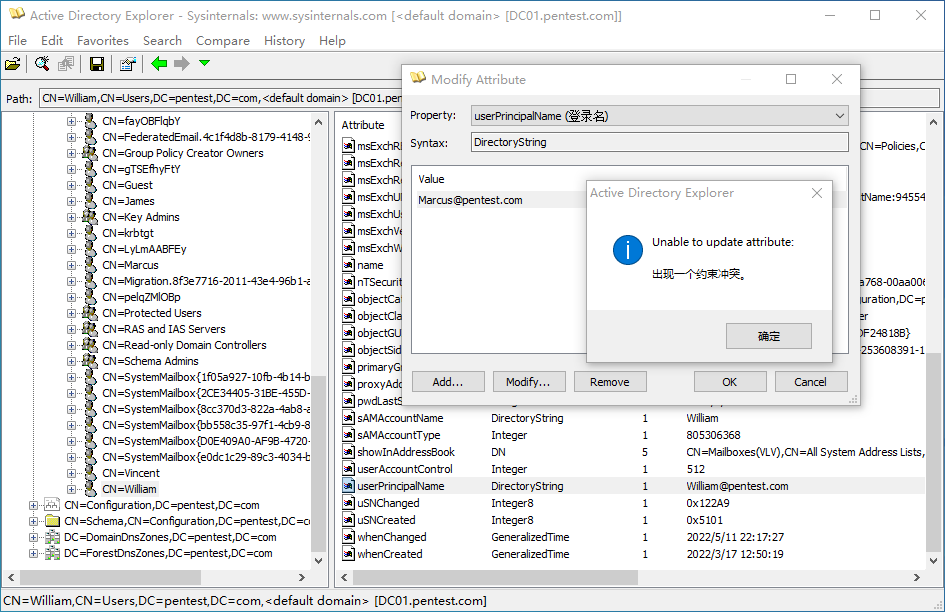 Active Directory Explorer - Sysinternals: www.sysinternals.com [<default domain> [DC01.pentest.com]]
File Edit Favorites Search Compare History Help
Path: CN=William,CN=Users,DC=pentest,DC=com,<default domain> [DC01.pen
CN=fayOBFlqbY
CN=FederatedEmail.4c1f4d8b-8179-4148-9
CN=Group Policy Creator Owners
CN=gTSEfhyFtY
CN=Guest
CN=James
CN=Key Admins
CN=krbtgt
CN=LyLmAABFEy
CN=Marcus
CN=Migration.8f3e7716-2011-43e4-96b1-a
CN=pelqZMlOBp
CN=Protected Users
CN=RAS and IAS Servers
CN=Read-only Domain Controllers
CN=Schema Admins
CN=SystemMailbox{1f05a927-10fb-4b14-b
CN=SystemMailbox{2CE34405-31BE-455D-
CN=SystemMailbox{8cc370d3-822a-4ab8-a
CN=SystemMailbox{bb558c35-97f1-4cb9-8
CN=SystemMailbox{D0E409A0-AF9B-4720-
CN=SystemMailbox{e0dc1c29-89c3-4034-b
CN=Vincent
CN=William
CN=Configuration,DC=pentest,DC=com
CN=Schema,CN=Configuration,DC=pentest,DC=co
DC=DomainDnsZones,DC=pentest,DC=com
DC=ForestDnsZones,DC=pentest,DC=com
Attribute
msExchR
msExchR
msExchRe
msExchU
msExchUs
msExchVe
msExchW
name
nTSecurit
objectCa
objectCla
objectGU
objectSid
primaryG
proxyAdd
pwdLastS
CN=Policies,C
tName:94554
a768-00aa006
uration,DC=p
er
DF24818B}
253608391-1
sAMAccountName DirectoryString 1 William
sAMAccountType Integer 1 805306368
showInAddressBook DN 5 CN=Mailboxes(VLV),CN=All System Address Lists,
userAccountControl Integer 1 512
userPrincipalName DirectoryString 1 William@pentest.com
uSNChanged Integer8 1 0x122A9
uSNCreated Integer8 1 0x5101
whenChanged GeneralizedTime 1 2022/5/11 22:17:27
whenCreated GeneralizedTime 1 2022/3/17 12:50:19
Modify Attribute
Property: userPrincipalName (登录名)
Syntax: DirectoryString
Value
Marcus@pentest.com
Add... Modify... Remove OK Cancel
Active Directory Explorer
Unable to update attribute:
出现一个约束冲突。
确定
CN=William,CN=Users,DC=pentest,DC=com,<default domain> [DC01.pentest.com]